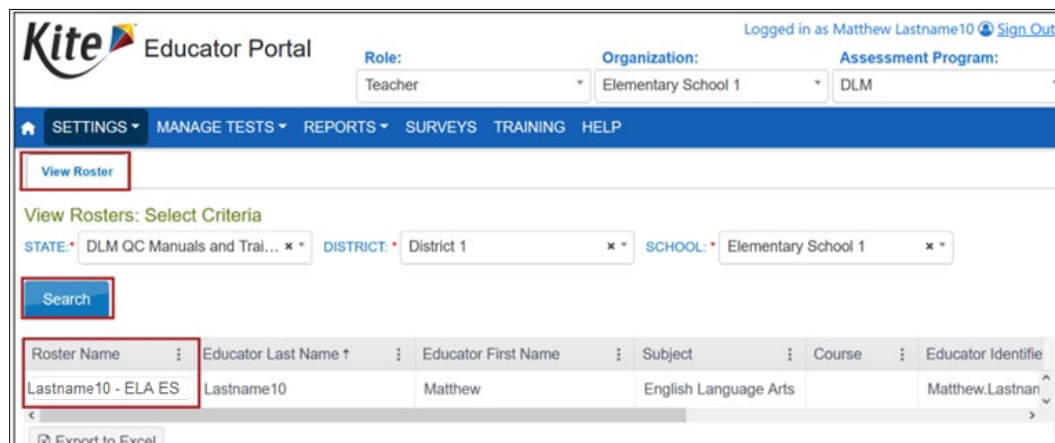 Logged in as Matthew Lastname10 Sign Out
Kite Educator Portal
Role: Organization: Assessment Program:
Teacher Elementary School 1 DLM
SETTINGS MANAGE TESTS REPORTS SURVEYS TRAINING HELP
View Roster
View Rosters: Select Criteria
STATE:* DLM QC Manuals and Trai... DISTRICT: * District 1 SCHOOL: * Elementary School 1
Search
Roster Name Educator Last Name Educator First Name Subject Course Educator Identifie
Lastname10 - ELA ES Lastname10 Matthew English Language Arts Matthew.Lastnan
Export to Excel